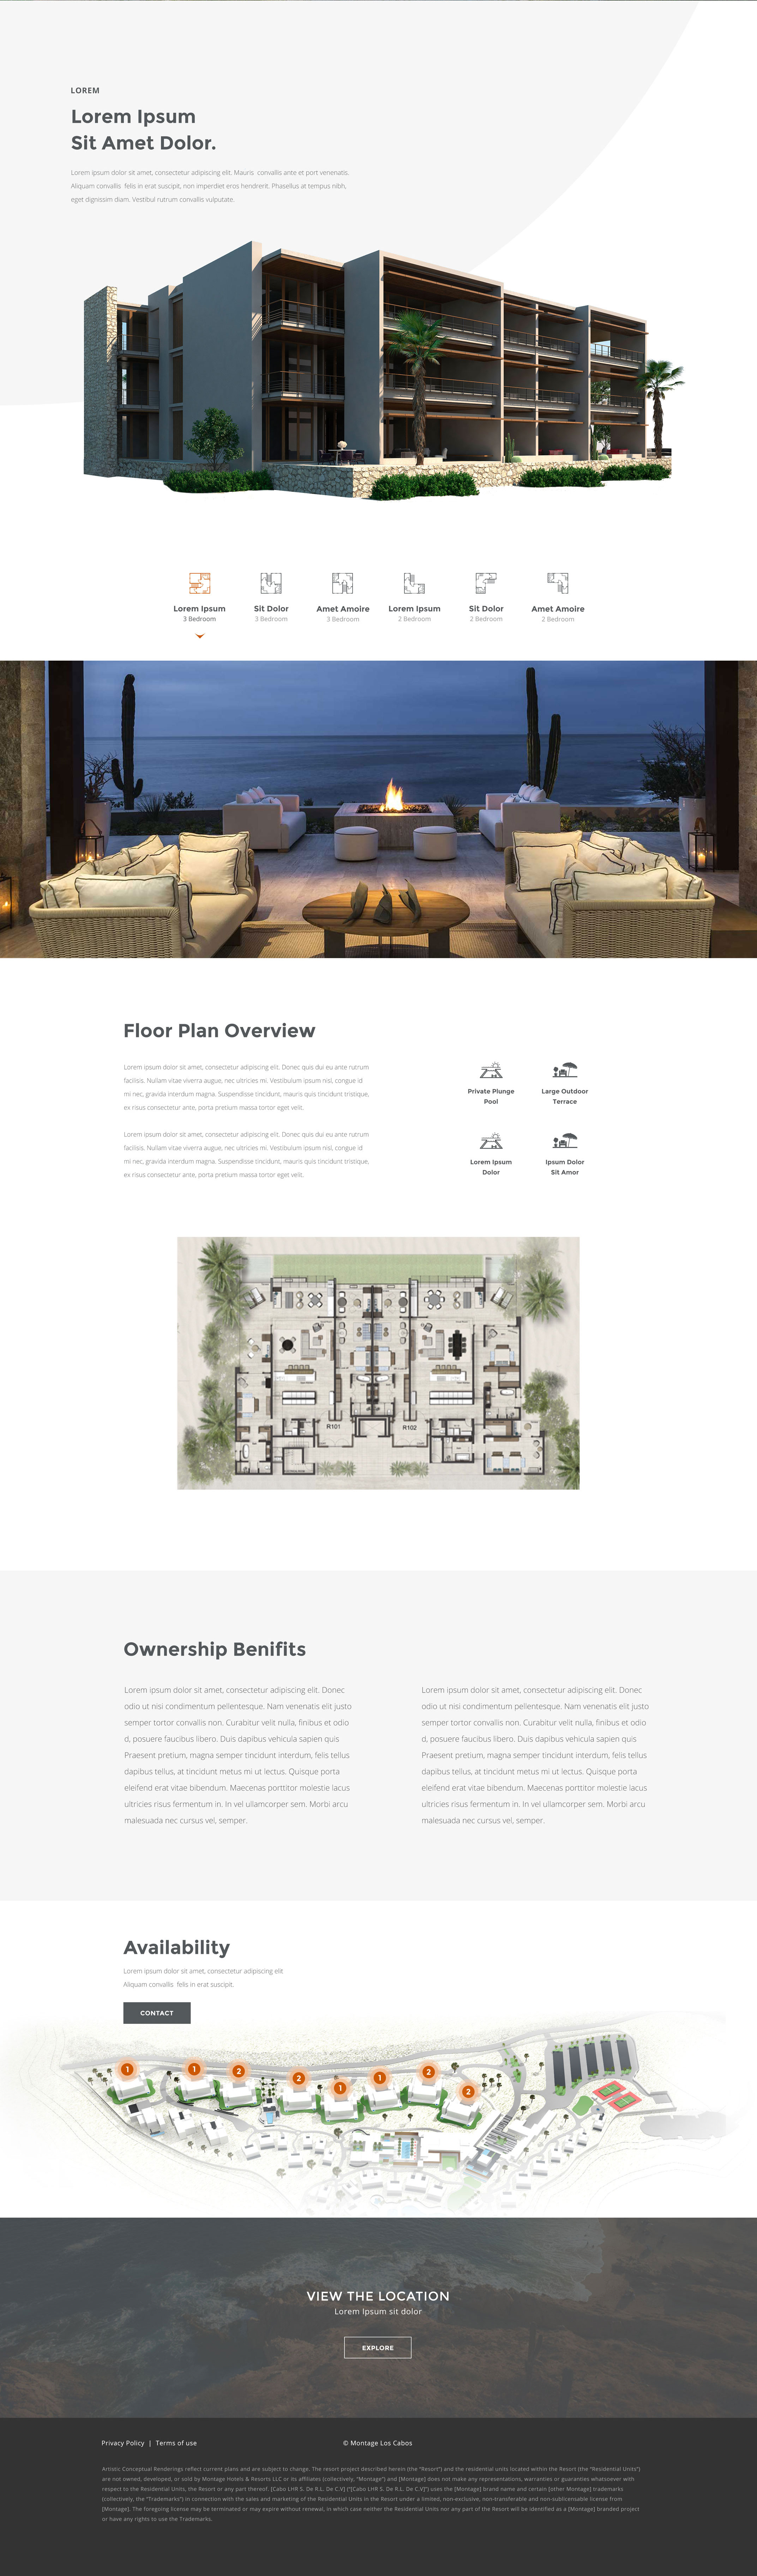 LOREM
Lorem Ipsum
Sit Amet Dolor.
Lorem ipsum dolor sit amet, consectetur adipiscing elit. Mauris  convallis ante et port venenatis.
Aliquam convallis  felis in erat suscipit, non imperdiet eros hendrerit. Phasellus at tempus nibh,
eget dignissim diam. Vestibul rutrum convallis vulputate.
Lorem Ipsum
3 Bedroom
Sit Dolor
3 Bedroom
Amet Amoire
3 Bedroom
Lorem Ipsum
2 Bedroom
Sit Dolor
2 Bedroom
Amet Amoire
2 Bedroom
Floor Plan Overview
Lorem ipsum dolor sit amet, consectetur adipiscing elit. Donec quis dui eu ante rutrum
facilisis. Nullam vitae viverra augue, nec ultricies mi. Vestibulum ipsum nisl, congue id
mi nec, gravida interdum magna. Suspendisse tincidunt, mauris quis tincidunt tristique,
ex risus consectetur ante, porta pretium massa tortor eget velit.
Lorem ipsum dolor sit amet, consectetur adipiscing elit. Donec quis dui eu ante rutrum
facilisis. Nullam vitae viverra augue, nec ultricies mi. Vestibulum ipsum nisl, congue id
mi nec, gravida interdum magna. Suspendisse tincidunt, mauris quis tincidunt tristique,
ex risus consectetur ante, porta pretium massa tortor eget velit.
Private Plunge
Pool
Large Outdoor
Terrace
Lorem Ipsum
Dolor
Ipsum Dolor
Sit Amor
R101
R102
Ownership Benifits
Lorem ipsum dolor sit amet, consectetur adipiscing elit. Donec
odio ut nisi condimentum pellentesque. Nam venenatis elit justo
semper tortor convallis non. Curabitur velit nulla, finibus et odio
d, posuere faucibus libero. Duis dapibus vehicula sapien quis
Praesent pretium, magna semper tincidunt interdum, felis tellus
dapibus tellus, at tincidunt metus mi ut lectus. Quisque porta
eleifend erat vitae bibendum. Maecenas porttitor molestie lacus
ultricies risus fermentum in. In vel ullamcorper sem. Morbi arcu
malesuada nec cursus vel, semper.
Lorem ipsum dolor sit amet, consectetur adipiscing elit. Donec
odio ut nisi condimentum pellentesque. Nam venenatis elit justo
semper tortor convallis non. Curabitur velit nulla, finibus et odio
d, posuere faucibus libero. Duis dapibus vehicula sapien quis
Praesent pretium, magna semper tincidunt interdum, felis tellus
dapibus tellus, at tincidunt metus mi ut lectus. Quisque porta
eleifend erat vitae bibendum. Maecenas porttitor molestie lacus
ultricies risus fermentum in. In vel ullamcorper sem. Morbi arcu
malesuada nec cursus vel, semper.
Availability
Lorem ipsum dolor sit amet, consectetur adipiscing elit
Aliquam convallis  felis in erat suscipit.
CONTACT
1
1
2
2
1
1
2
2
VIEW THE LOCATION
Lorem Ipsum sit dolor
EXPLORE
Privacy Policy | Terms of use
© Montage Los Cabos
Artistic Conceptual Renderings reflect current plans and are subject to change. The resort project described herein (the "Resort") and the residential units located within the Resort (the "Residential Units")
are not owned, developed, or sold by Montage Hotels & Resorts LLC or its affiliates (collectively, "Montage") and [Montage] does not make any representations, warranties or guaranties whatsoever with
respect to the Residential Units, the Resort or any part thereof. [Cabo LHR S. De R.L. De C.V] ("[Cabo LHR S. De R.L. De C.V]") uses the [Montage] brand name and certain [other Montage] trademarks
(collectively, the "Trademarks") in connection with the sales and marketing of the Residential Units in the Resort under a limited, non-exclusive, non-transferable and non-sublicensable license from
[Montage]. The foregoing license may be terminated or may expire without renewal, in which case neither the Residential Units nor any part of the Resort will be identified as a [Montage] branded project
or have any rights to use the Trademarks.